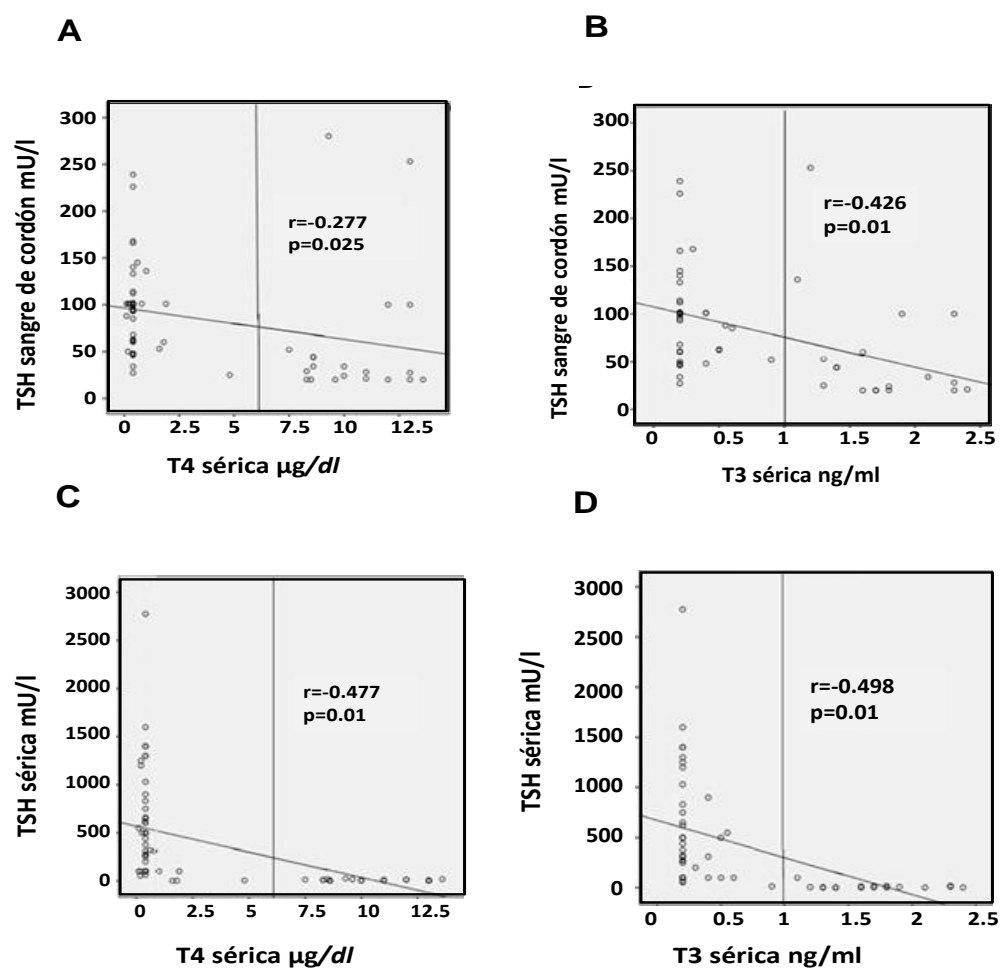 A
TSH sangre de cordón mU/l
300
250
200
150
100
50
0
r=-0.277
p=0.025
0 2.5 5 7.5 10 12.5
T4 sérica µg/dl
B
TSH sangre de cordón mU/l
300
250
200
150
100
50
0
r=-0.426
p=0.01
0 0.5 1 1.5 2 2.5
T3 sérica ng/ml
C
TSH sérica mU/l
3000
2500
2000
1500
1000
500
0
r=-0.477
p=0.01
0 2.5 5 7.5 10 12.5
T4 sérica µg/dl
D
TSH sérica mU/l
3000
2500
2000
1500
1000
500
0
r=-0.498
p=0.01
0 0.5 1 1.5 2 2.5
T3 sérica ng/ml